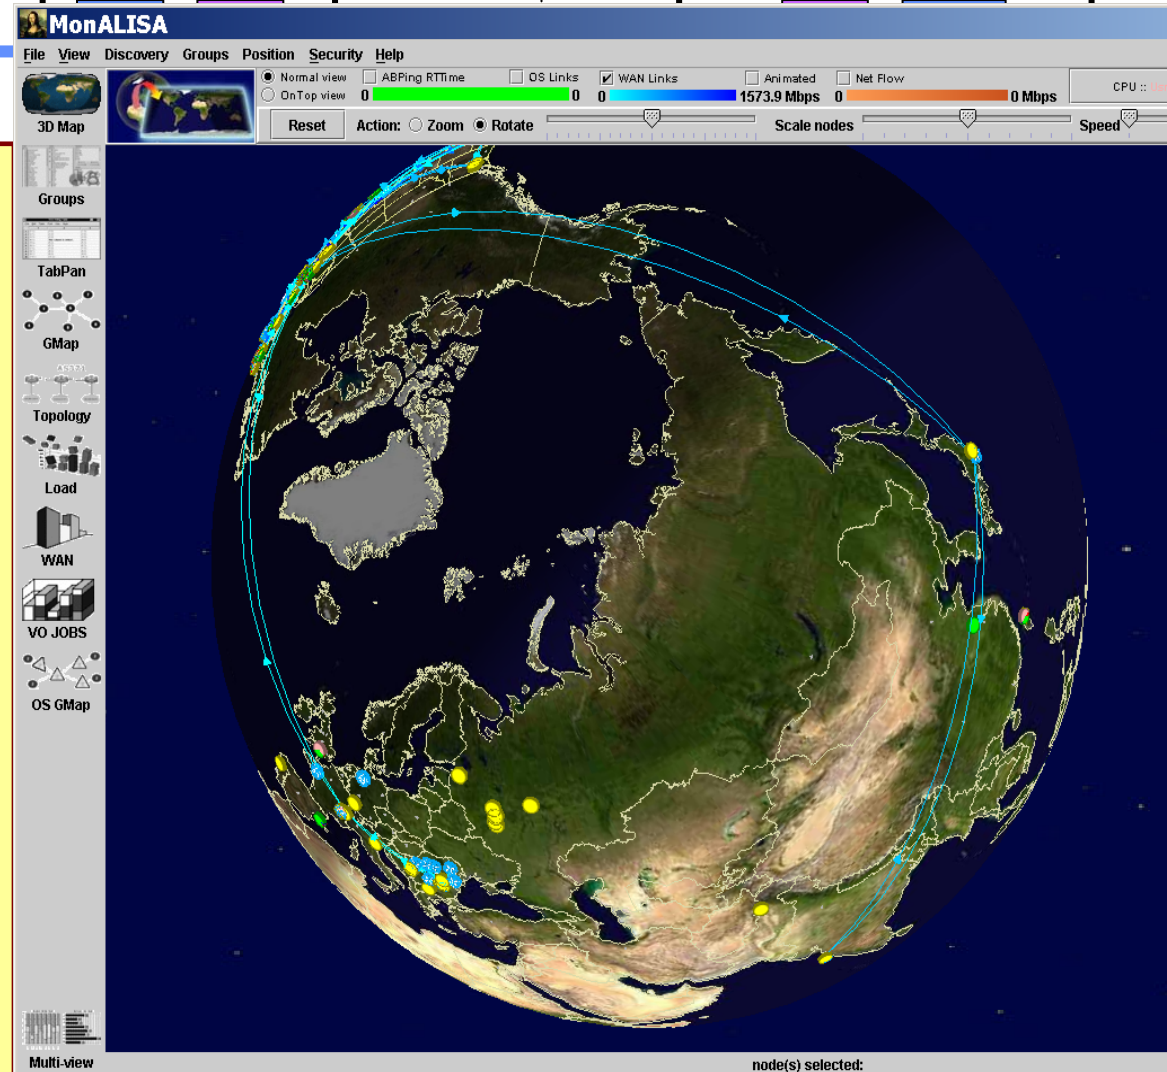 MonALISA
File View Discovery Groups Position Security Help
Normal view ABPing RTTime OS Links WAN Links Animated Net Flow
OnTop view 0 0 0 1573.9 Mbps 0 0 Mbps CPU ::
Reset Action: Zoom Rotate Scale nodes Speed
3D Map
Groups
TabPan
GMap
Topology
Load
WAN
VO JOBS
OS GMap
Multi-view
node(s) selected: